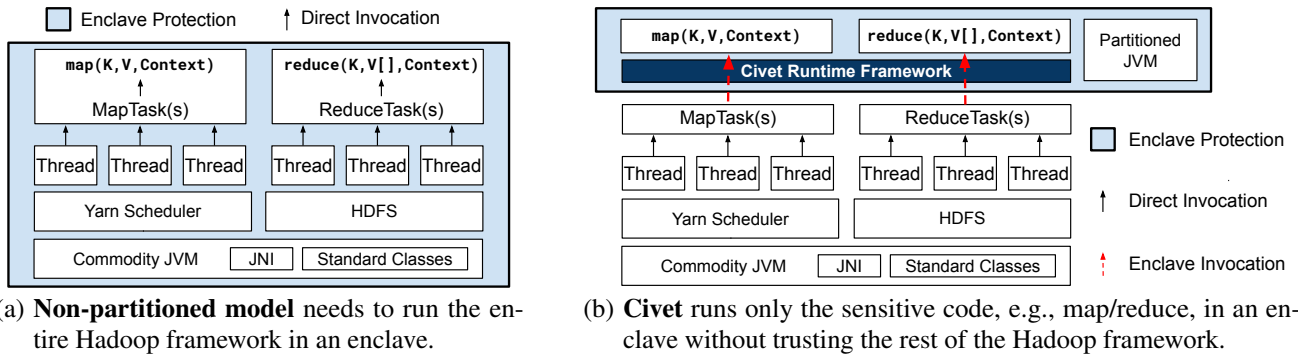 Enclave Protection
Direct Invocation
map(K,V,Context)
MapTask(s)
reduce(K,V[],Context)
ReduceTask(s)
Thread Thread Thread
Thread Thread Thread
Yarn Scheduler
HDFS
Commodity JVM
JNI
Standard Classes
(a) Non-partitioned model needs to run the en-
tire Hadoop framework in an enclave.
map(K,V,Context)
reduce(K,V[],Context)
Partitioned
JVM
Civet Runtime Framework
MapTask(s)
ReduceTask(s)
Thread Thread Thread
Thread Thread Thread
Yarn Scheduler
HDFS
Commodity JVM
JNI
Standard Classes
Enclave Protection
Direct Invocation
Enclave Invocation
(b) Civet runs only the sensitive code, e.g., map/reduce, in an en-
clave without trusting the rest of the Hadoop framework.